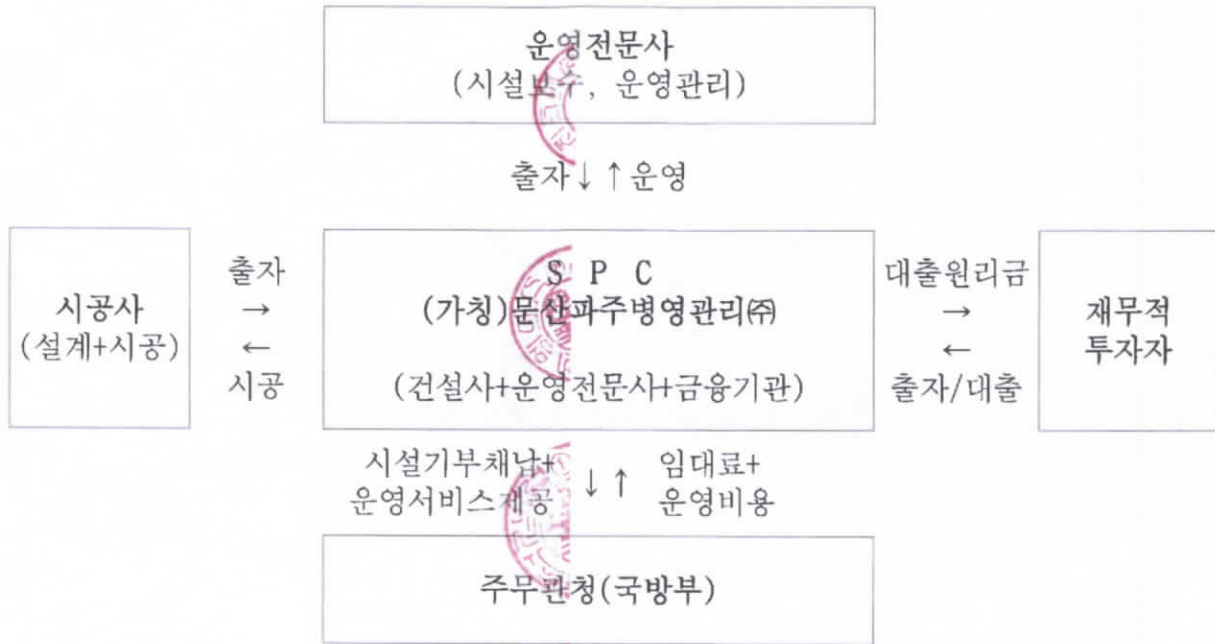 운영전문사
(시설보수, 운영관리)
출자↓ ↑운영
시공사
(설계+시공)
출자
→
←
시공
S P C
(가칭)문산파주병영관리㈜
(건설사+운영전문사+금융기관)
대출원리금
→
←
출자/대출
재무적
투자자
시설기부채납+
운영서비스제공
↓ ↑
임대료+
운영비용
주무관청(국방부)